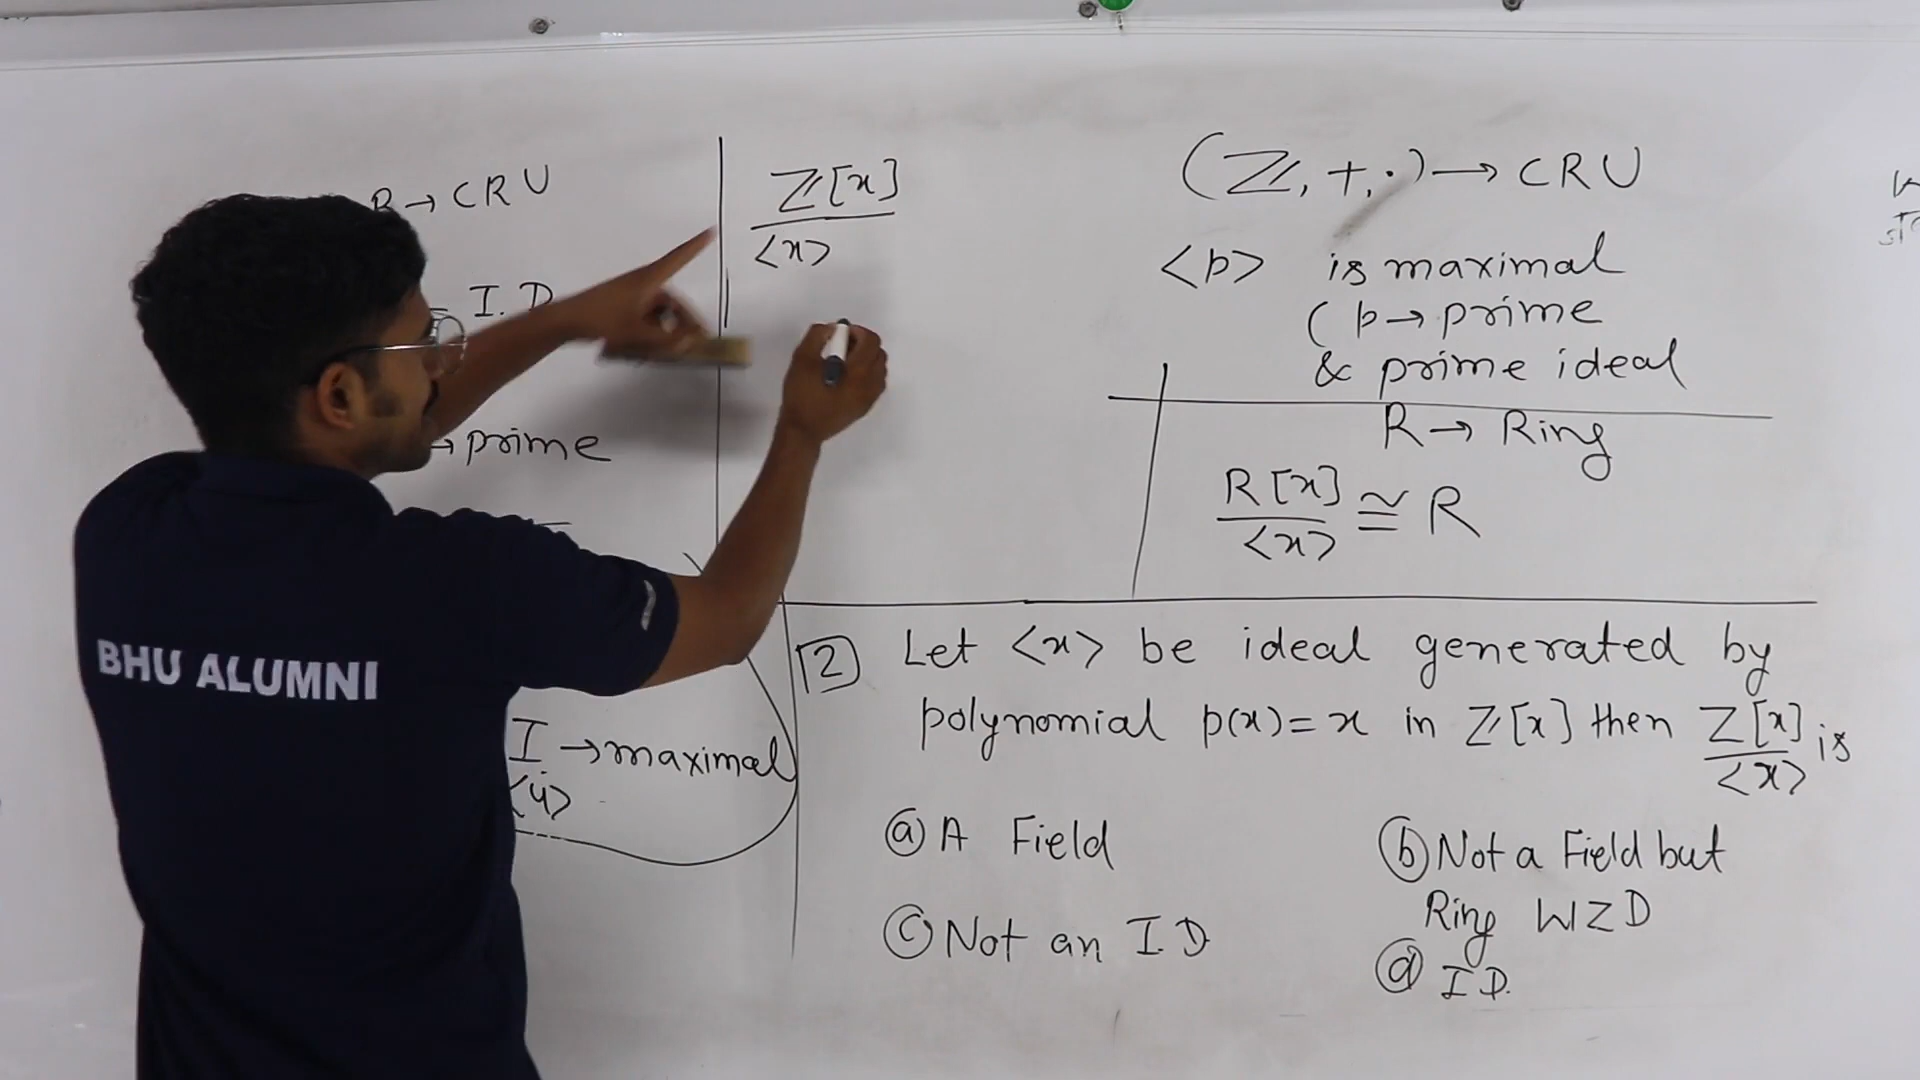 R → CRU
I.D
→ prime
I → maximal
<4>
Z[x]
<x>
(Z, +, ·) → CRU
<p> is maximal
( p → prime
& prime ideal
R → Ring
R[x]
<x>
≅ R
2 Let <x> be ideal generated by
polynomial p(x) = x in Z[x] then Z[x]/<x> is
(a) A Field
(b) Not a Field but
Ring WZD
(c) Not an I.D
(d) I.D.
BHU ALUMNI